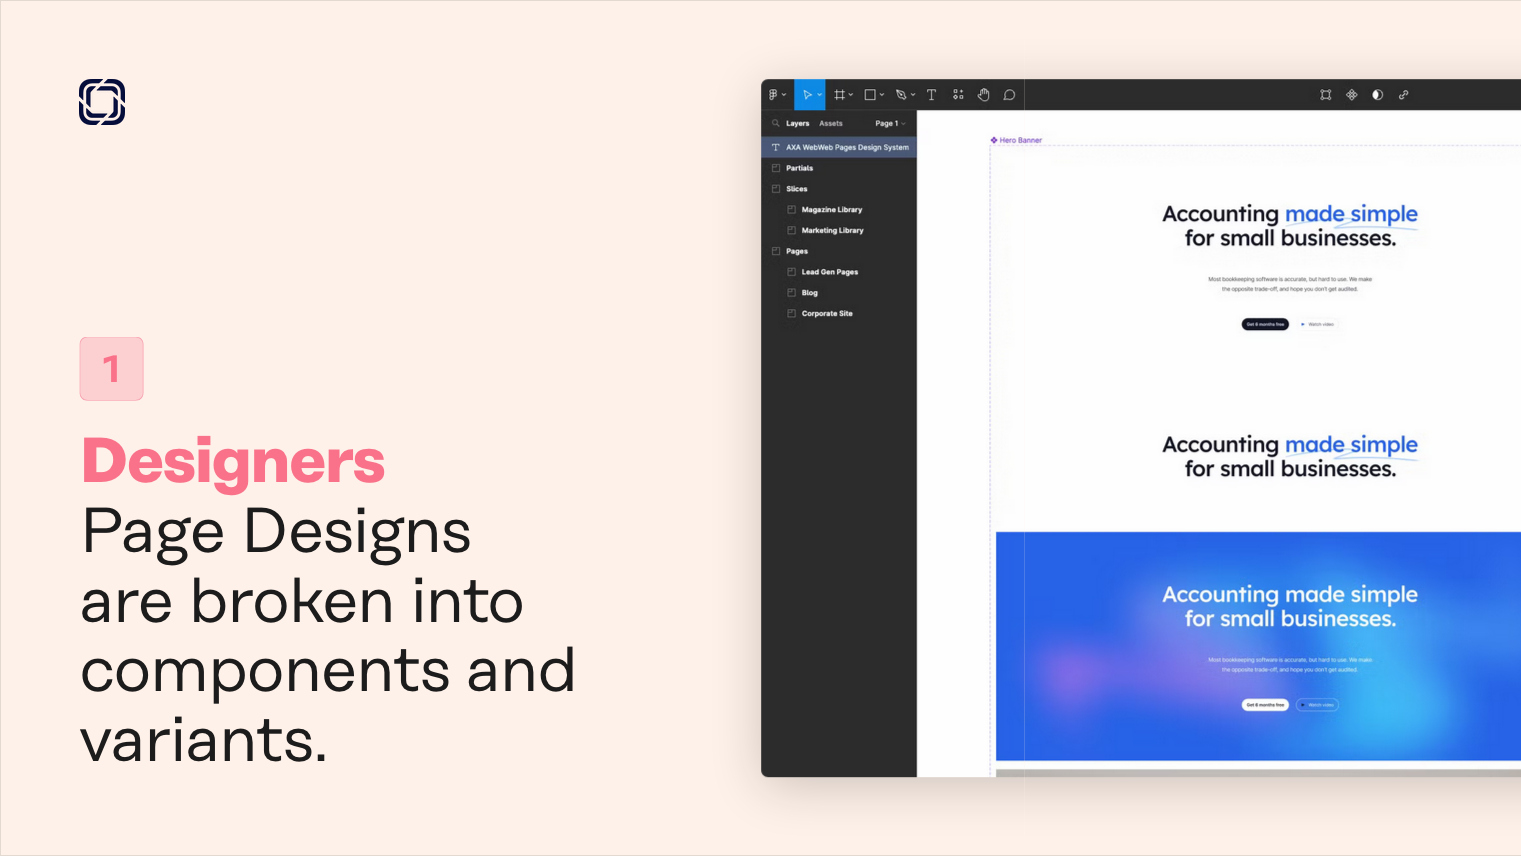 1
Designers
Page Designs
are broken into
components and
variants.
Layers Assets Page 1
AXA WebWeb Pages Design System
Partials
Slices
Magazine Library
Marketing Library
Pages
Lead Gen Pages
Blog
Corporate Site
Hero Banner
Accounting made simple
for small businesses.
Most bookkeeping software is accurate, but hard to use. We make
the opposite trade-off, and hope you don't get audited.
Get 6 months free Watch video
Accounting made simple
for small businesses.
Accounting made simple
for small businesses.
Most bookkeeping software is accurate, but hard to use. We make
the opposite trade-off, and hope you don't get audited.
Get 6 months free Watch video